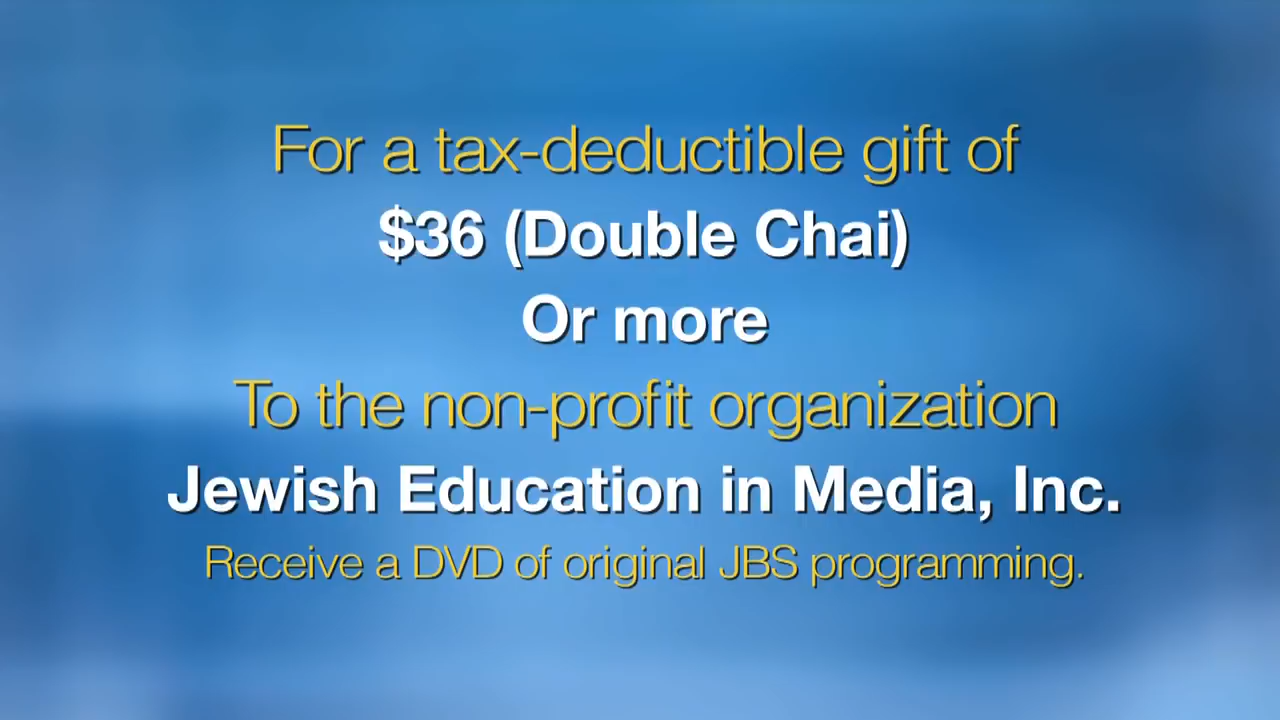 For a tax-deductible gift of
$36 (Double Chai)
Or more
To the non-profit organization
Jewish Education in Media, Inc.
Receive a DVD of original JBS programming.